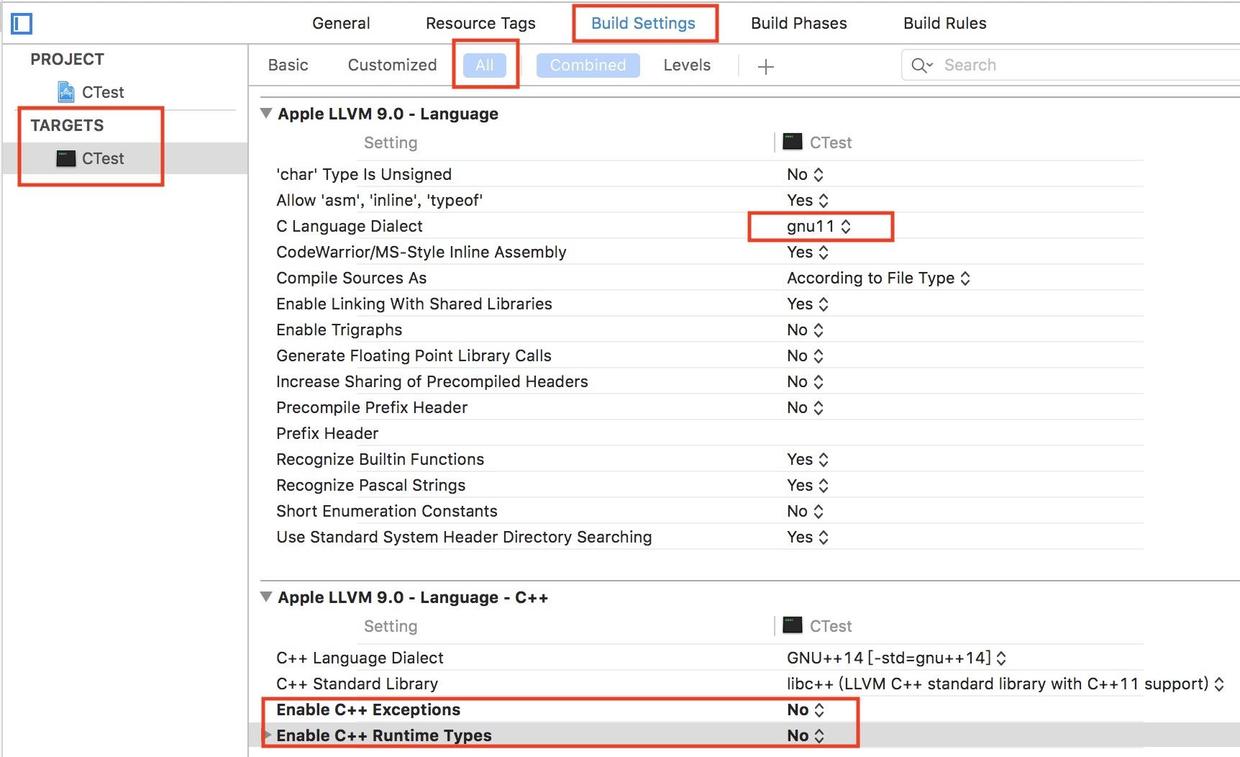 General Resource Tags Build Settings Build Phases Build Rules
PROJECT
CTest
TARGETS
CTest
Basic Customized All Combined Levels + Search
Apple LLVM 9.0 - Language
Setting CTest
'char' Type Is Unsigned No
Allow 'asm', 'inline', 'typeof' Yes
C Language Dialect gnu11
CodeWarrior/MS-Style Inline Assembly Yes
Compile Sources As According to File Type
Enable Linking With Shared Libraries Yes
Enable Trigraphs No
Generate Floating Point Library Calls No
Increase Sharing of Precompiled Headers No
Precompile Prefix Header No
Prefix Header
Recognize Builtin Functions Yes
Recognize Pascal Strings Yes
Short Enumeration Constants No
Use Standard System Header Directory Searching Yes
Apple LLVM 9.0 - Language - C++
Setting CTest
C++ Language Dialect GNU++14 [-std=gnu++14]
C++ Standard Library libc++ (LLVM C++ standard library with C++11 support)
Enable C++ Exceptions No
Enable C++ Runtime Types No